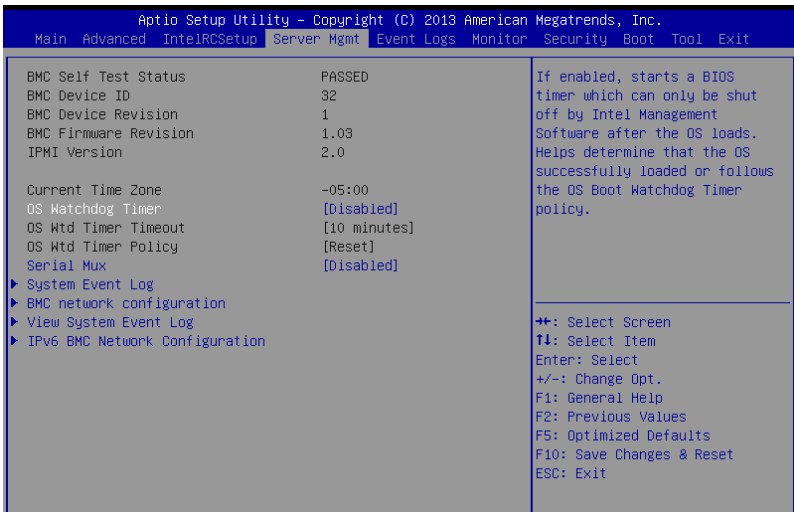 Aptio Setup Utility – Copyright (C) 2013 American Megatrends, Inc.
Main Advanced IntelRCSetup Server Mgmt Event Logs Monitor Security Boot Tool Exit
BMC Self Test Status PASSED
BMC Device ID 32
BMC Device Revision 1
BMC Firmware Revision 1.03
IPMI Version 2.0
Current Time Zone -05:00
OS Watchdog Timer [Disabled]
OS Wtd Timer Timeout [10 minutes]
OS Wtd Timer Policy [Reset]
Serial Mux [Disabled]
System Event Log
BMC network configuration
View System Event Log
IPv6 BMC Network Configuration
If enabled, starts a BIOS
timer which can only be shut
off by Intel Management
Software after the OS loads.
Helps determine that the OS
successfully loaded or follows
the OS Boot Watchdog Timer
policy.
→←: Select Screen
↑↓: Select Item
Enter: Select
+/-: Change Opt.
F1: General Help
F2: Previous Values
F5: Optimized Defaults
F10: Save Changes & Reset
ESC: Exit